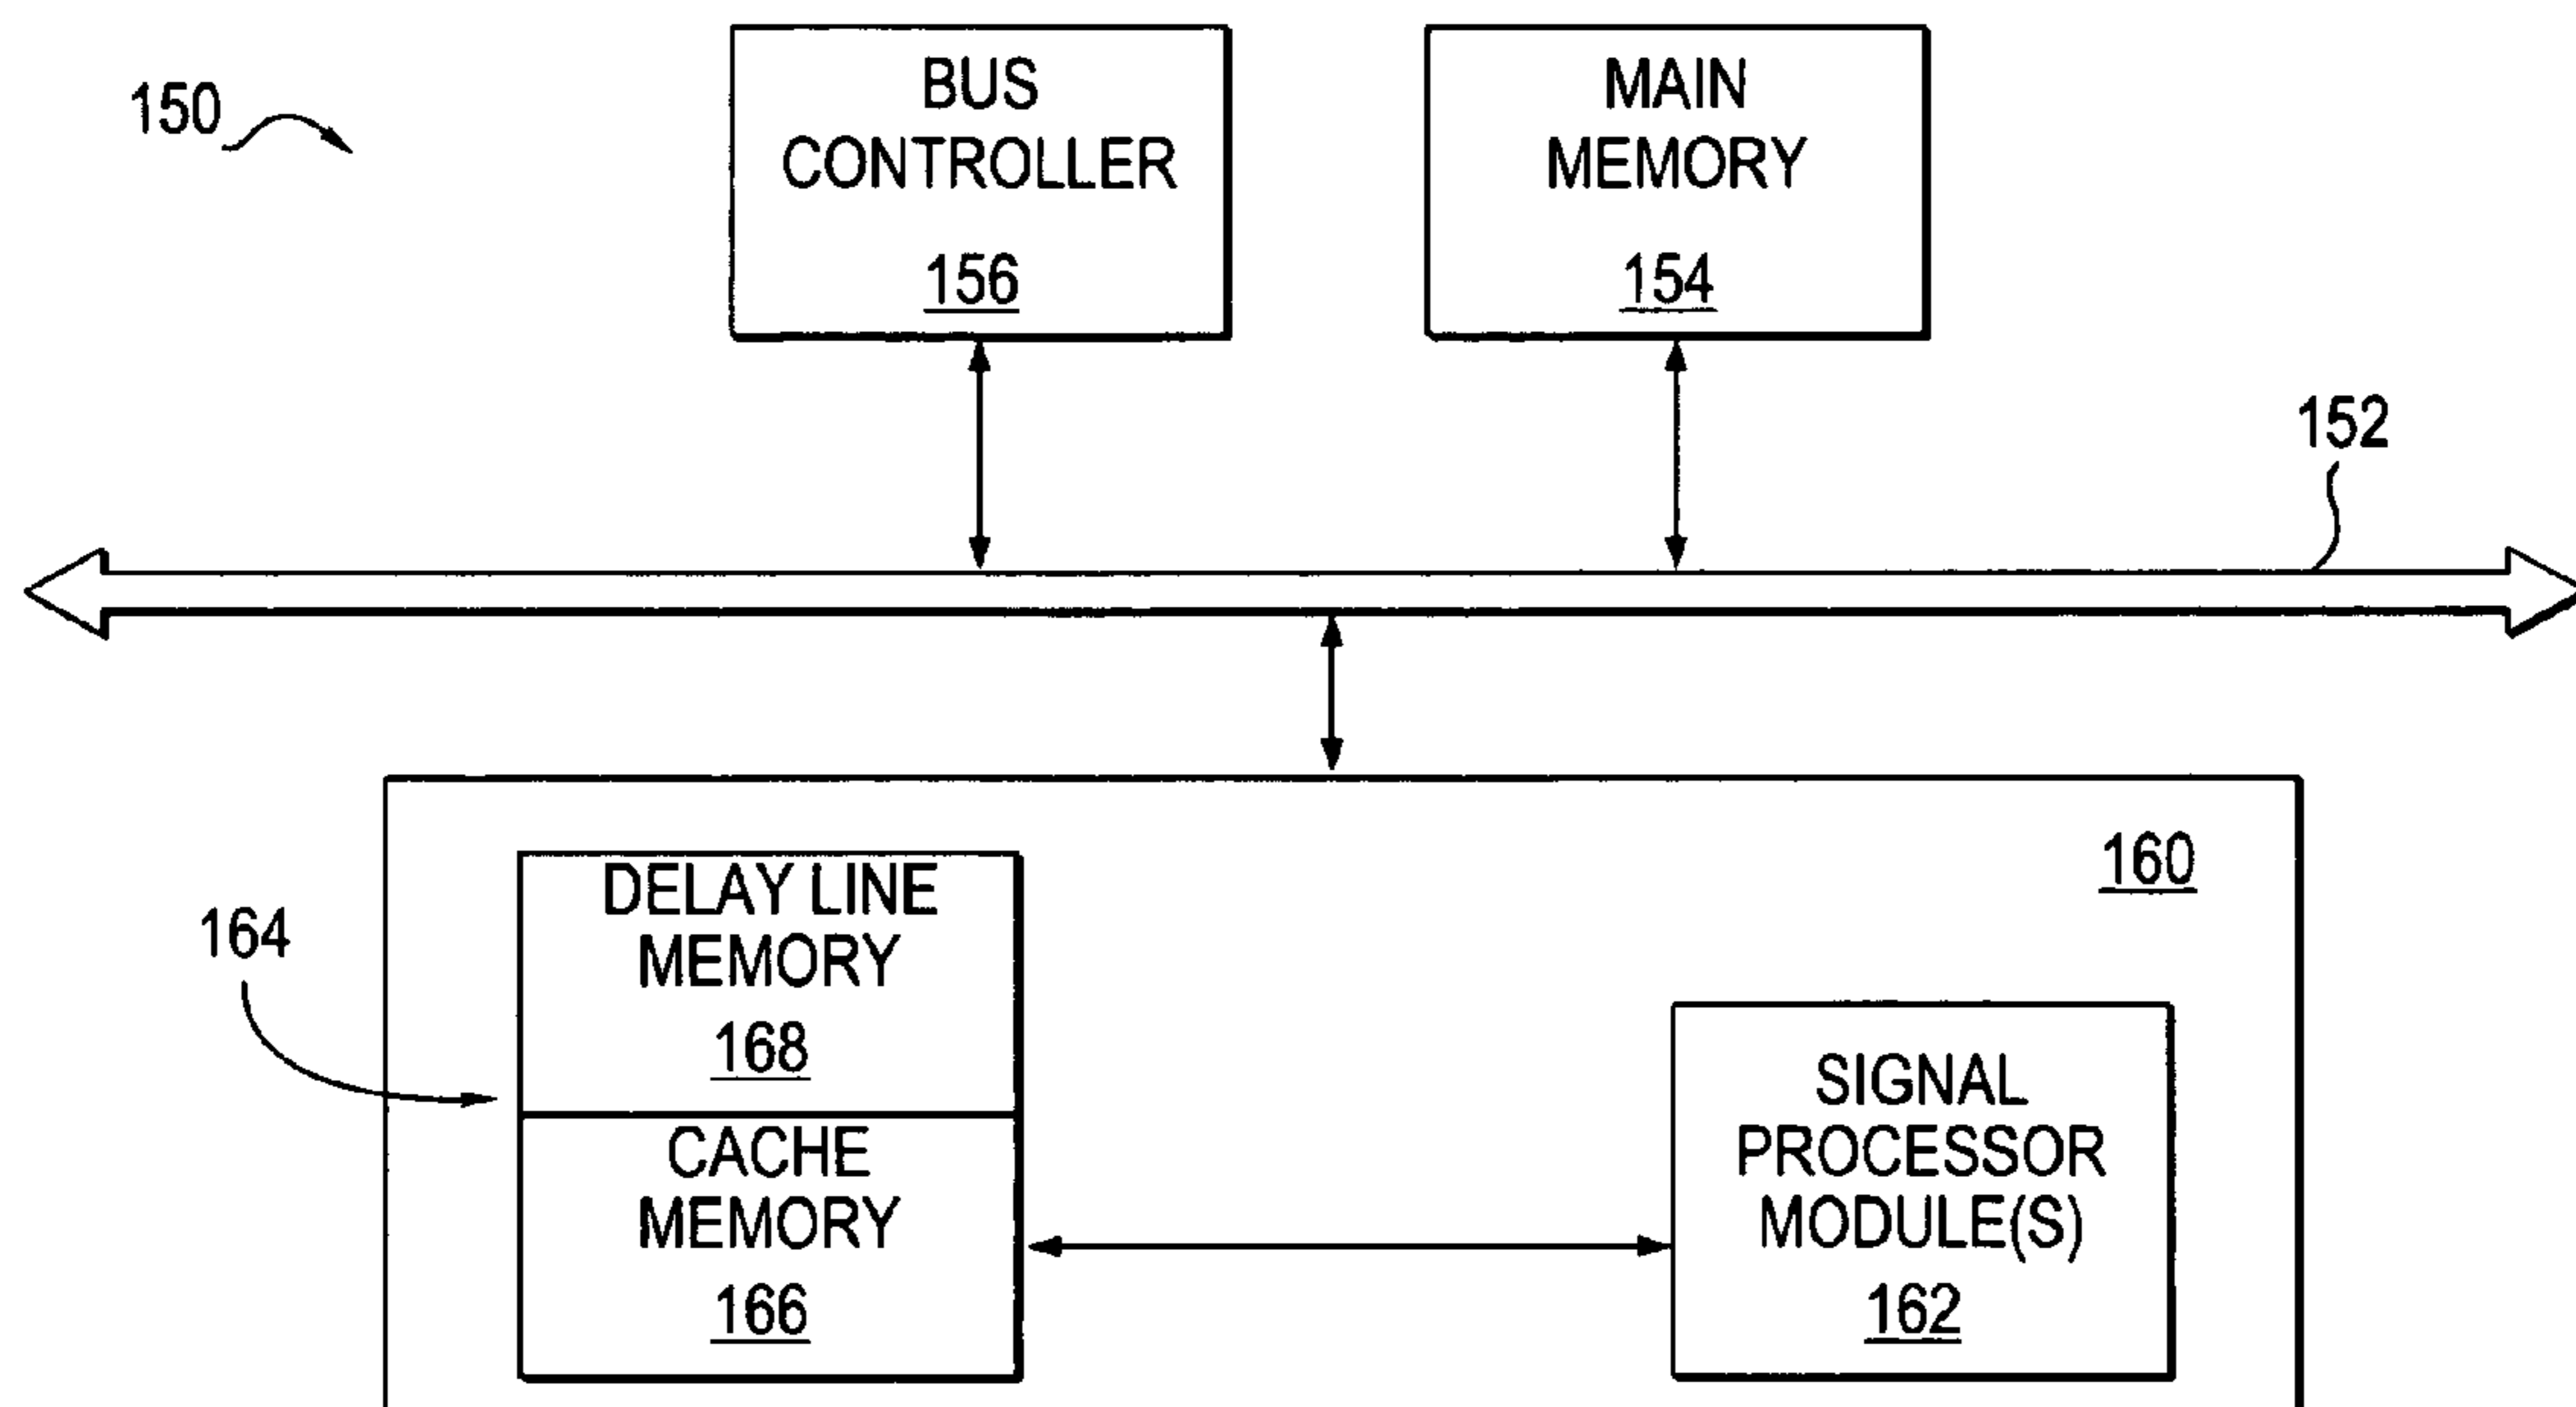 150
BUS
CONTROLLER
156
MAIN
MEMORY
154
152
160
164
DELAY LINE
MEMORY
168
CACHE
MEMORY
166
SIGNAL
PROCESSOR
MODULE(S)
162